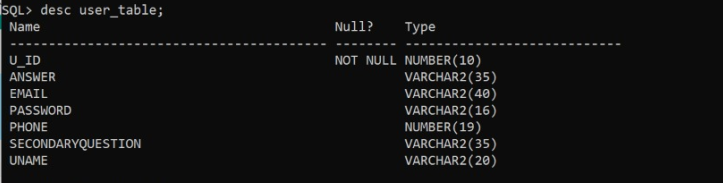 SQL> desc user_table;
Name Null? Type
----------------------------------------- -------- ----------------------------
U_ID NOT NULL NUMBER(10)
ANSWER VARCHAR2(35)
EMAIL VARCHAR2(40)
PASSWORD VARCHAR2(16)
PHONE NUMBER(19)
SECONDARYQUESTION VARCHAR2(35)
UNAME VARCHAR2(20)